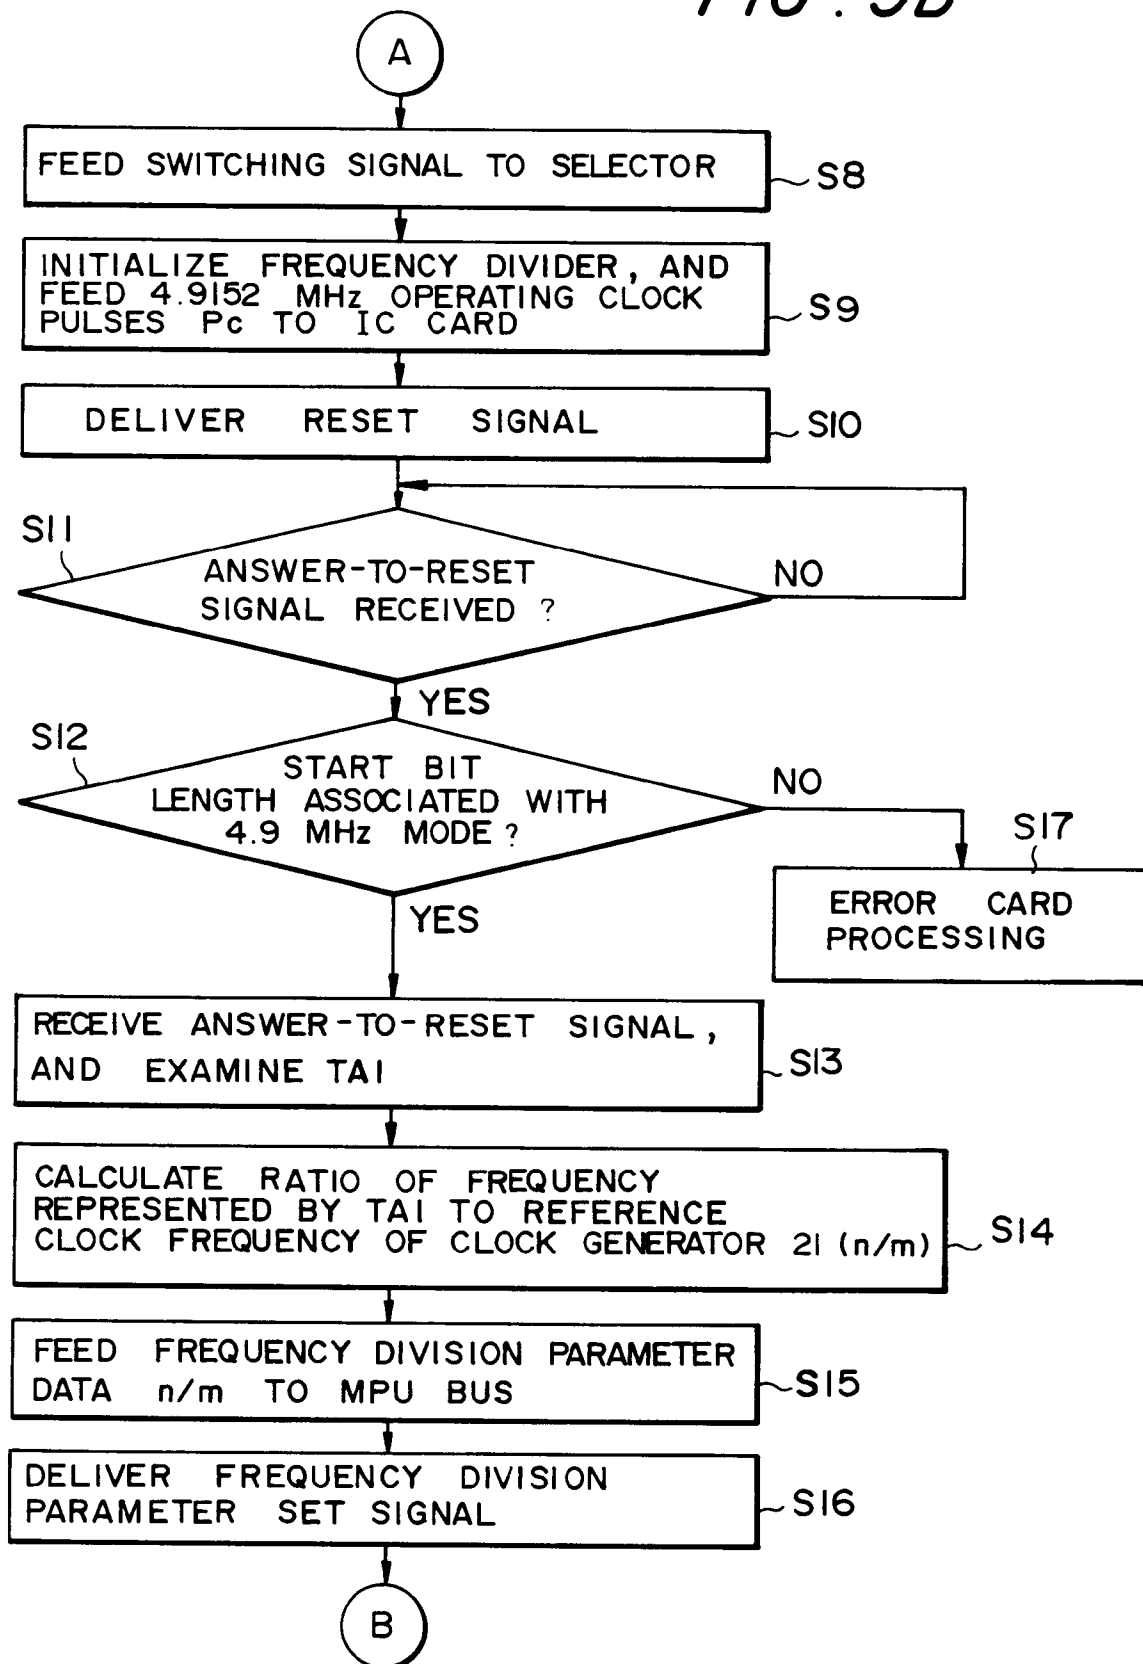 FIG. 5B
A
FEED SWITCHING SIGNAL TO SELECTOR
S8
INITIALIZE FREQUENCY DIVIDER, AND
FEED 4.9152 MHz OPERATING CLOCK
PULSES Pc TO IC CARD
S9
DELIVER RESET SIGNAL
S10
S11
ANSWER-TO-RESET
SIGNAL RECEIVED ?
NO
YES
S12
START BIT
LENGTH ASSOCIATED WITH
4.9 MHz MODE ?
NO
S17
ERROR CARD
PROCESSING
YES
RECEIVE ANSWER-TO-RESET SIGNAL,
AND EXAMINE TA1
S13
CALCULATE RATIO OF FREQUENCY
REPRESENTED BY TA1 TO REFERENCE
CLOCK FREQUENCY OF CLOCK GENERATOR 21 (n/m)
S14
FEED FREQUENCY DIVISION PARAMETER
DATA n/m TO MPU BUS
S15
DELIVER FREQUENCY DIVISION
PARAMETER SET SIGNAL
S16
B